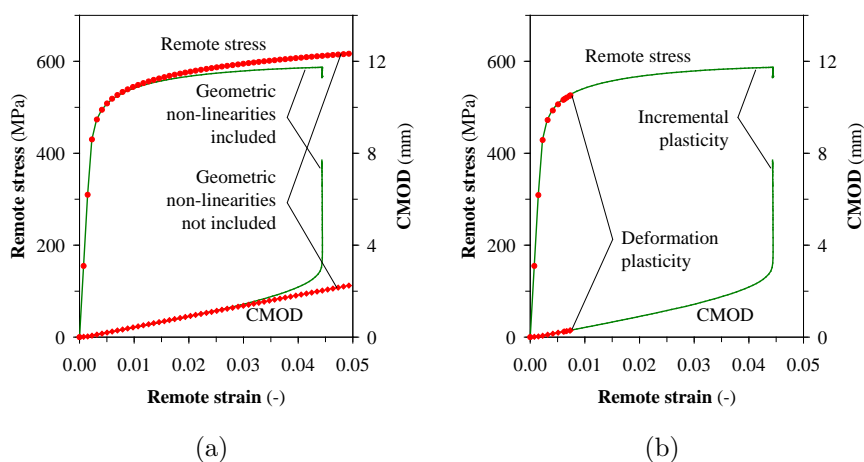 Remote stress (MPa)
600
400
200
0
Remote stress
Geometric
non-linearities
included
Geometric
non-linearities
not included
CMOD
12
8
4
0
CMOD (mm)
0.00 0.01 0.02 0.03 0.04 0.05
Remote strain (-)
(a)
Remote stress (MPa)
600
400
200
0
Remote stress
Incremental
plasticity
Deformation
plasticity
CMOD
12
8
4
0
CMOD (mm)
0.00 0.01 0.02 0.03 0.04 0.05
Remote strain (-)
(b)